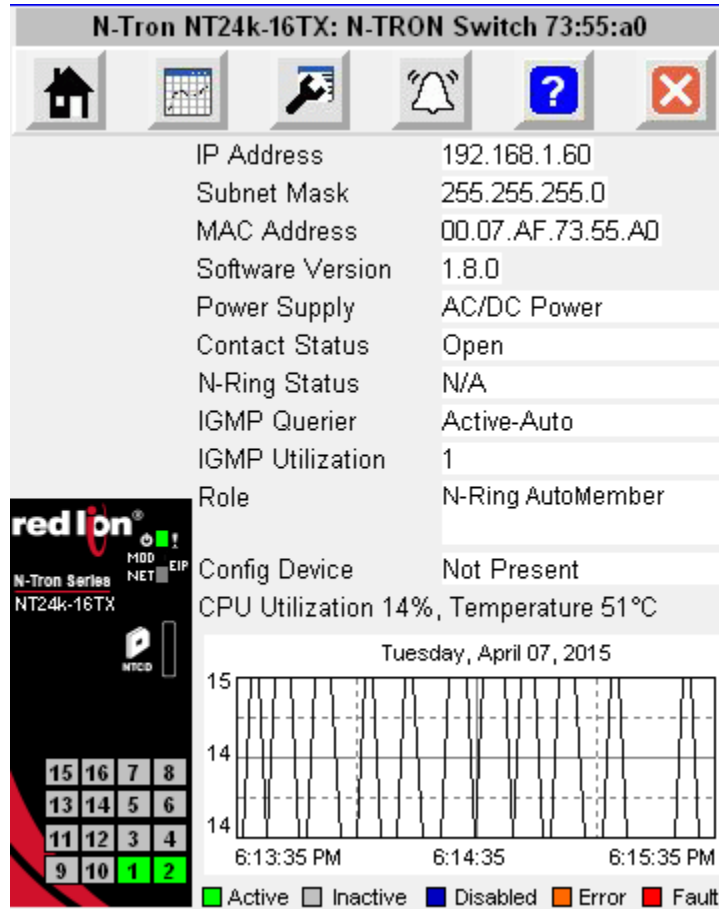 N-Tron NT24k-16TX: N-TRON Switch 73:55:a0
?
IP Address 192.168.1.60
Subnet Mask 255.255.255.0
MAC Address 00.07.AF.73.55.A0
Software Version 1.8.0
Power Supply AC/DC Power
Contact Status Open
N-Ring Status N/A
IGMP Querier Active-Auto
IGMP Utilization 1
Role N-Ring AutoMember
Config Device Not Present
CPU Utilization 14%, Temperature 51°C
red lion®
!
MOD
NET EIP
N-Tron Series
NT24k-16TX
NTCD
15 16 7 8
13 14 5 6
11 12 3 4
9 10 1 2
Tuesday, April 07, 2015
15
14
14
6:13:35 PM 6:14:35 6:15:35 PM
Active Inactive Disabled Error Fault